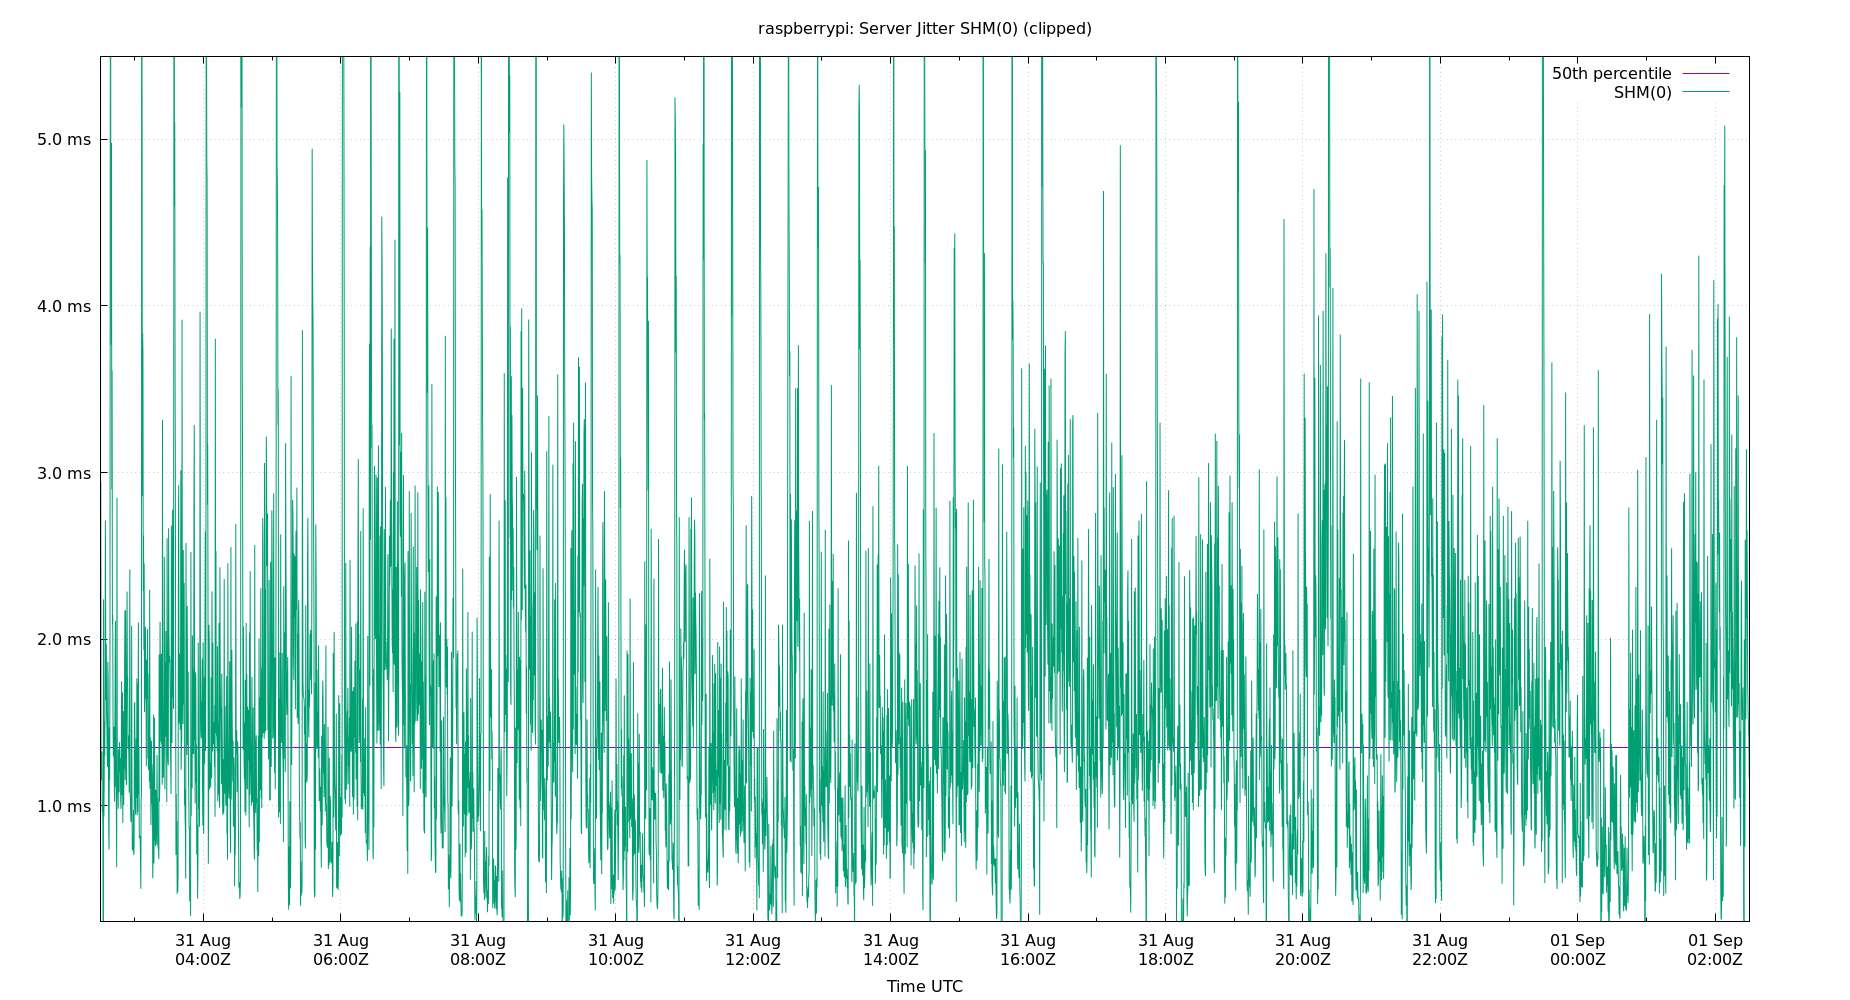 raspberrypi: Server Jitter SHM(0) (clipped)
50th percentile
SHM(0)
5.0 ms
4.0 ms
3.0 ms
2.0 ms
1.0 ms
31 Aug 31 Aug 31 Aug 31 Aug 31 Aug 31 Aug 31 Aug 31 Aug 31 Aug 31 Aug 01 Sep 01 Sep
04:00Z 06:00Z 08:00Z 10:00Z 12:00Z 14:00Z 16:00Z 18:00Z 20:00Z 22:00Z 00:00Z 02:00Z
Time UTC